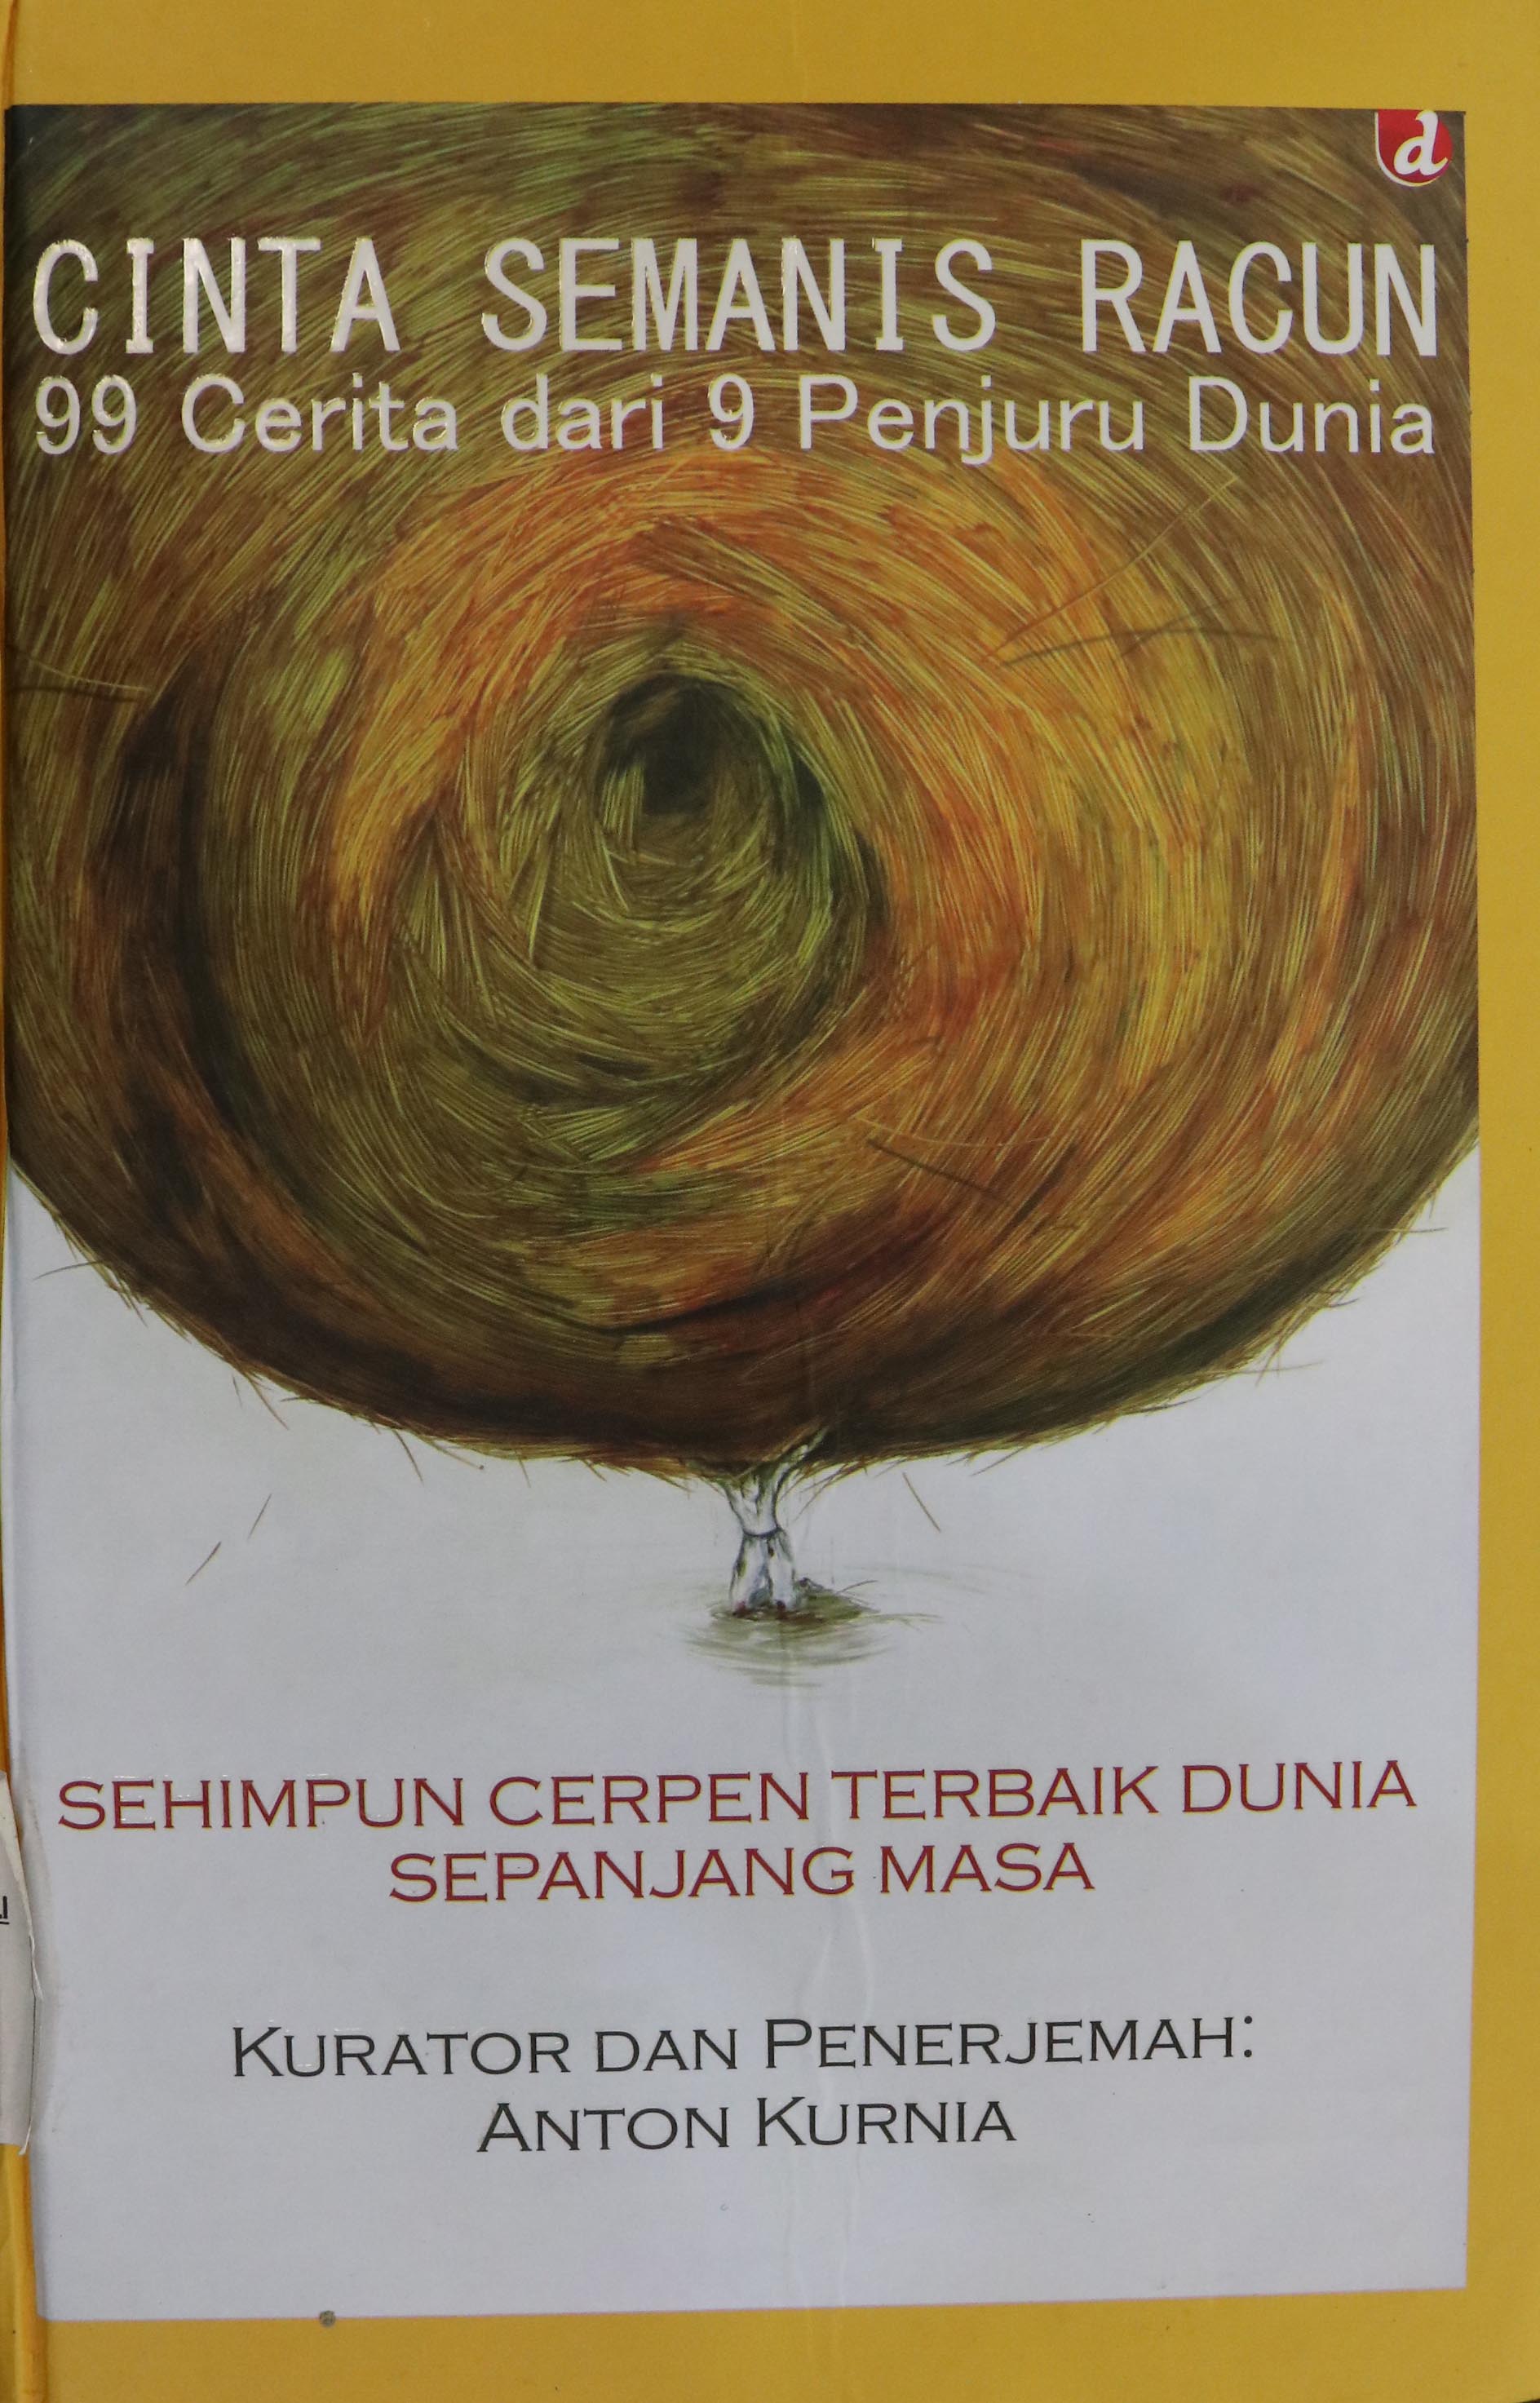 d
CINTA SEMANIS RACUN
99 Cerita dari 9 Penjuru Dunia
SEHIMPUN CERPEN TERBAIK DUNIA
SEPANJANG MASA
KURATOR DAN PENERJEMAH:
ANTON KURNIA